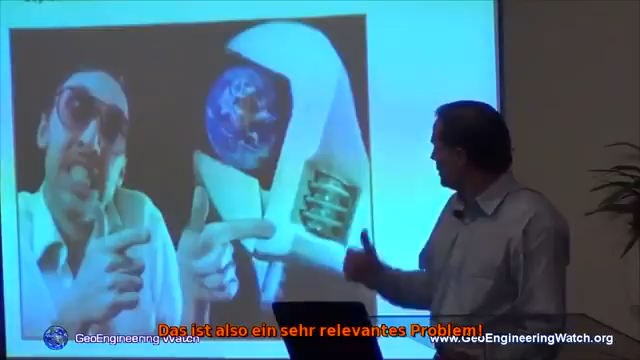 Das ist also ein sehr relevantes Problem!
GeoEngineering Watch
www.GeoEngineeringWatch.org